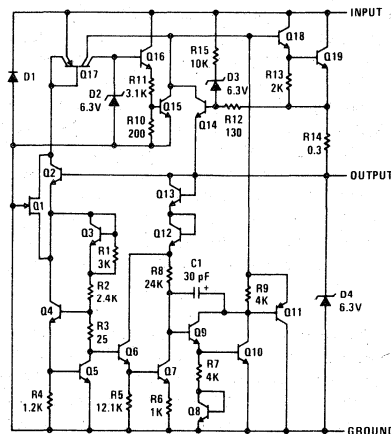 INPUT
Q18
R15
10K
Q16
Q19
Q17
D1
D2
6.3V
R11
3.1K
D3
6.3V
R13
2K
Q15
R10
200
Q14
R12
130
R14
0.3
Q2
OUTPUT
Q13
Q1
Q3
R1
3K
Q12
C1
30 pF
R2
2.4K
R8
24K
R9
4K
Q11
D4
6.3V
Q4
R3
25
Q9
Q6
Q10
Q5
Q7
R7
4K
R4
1.2K
R5
12.1K
R6
1K
Q8
GROUND